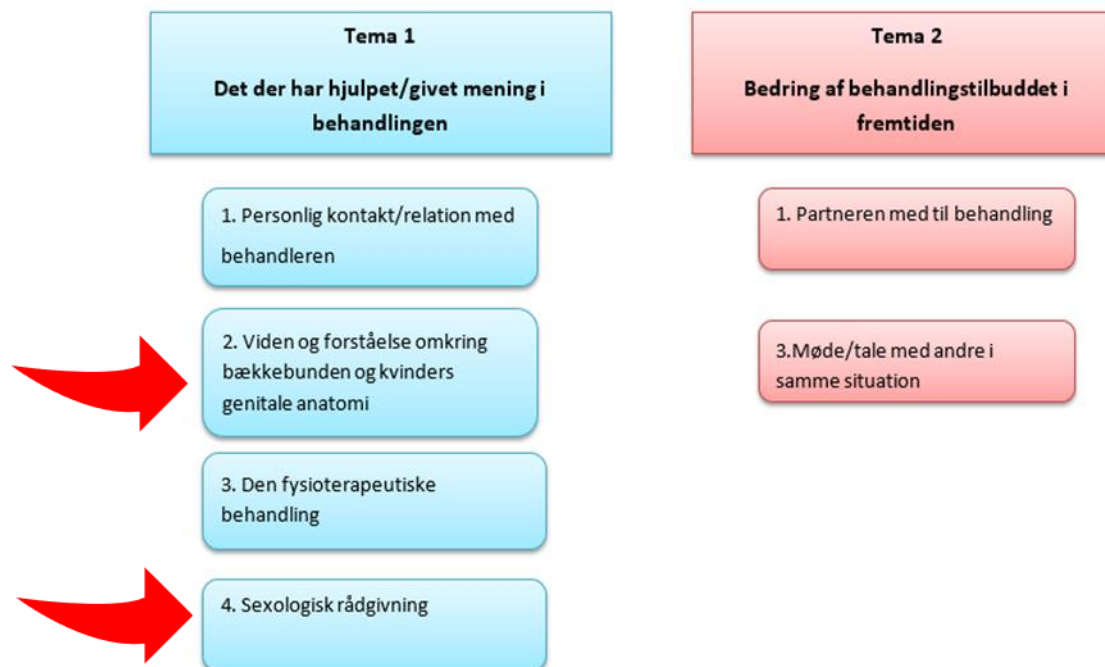 Tema 1
Det der har hjulpet/givet mening i
behandlingen
1. Personlig kontakt/relation med
behandleren
2. Viden og forståelse omkring
bækkebunden og kvinders
genitale anatomi
3. Den fysioterapeutiske
behandling
4. Sexologisk rådgivning
Tema 2
Bedring af behandlingstilbuddet i
fremtiden
1. Partneren med til behandling
3.Møde/tale med andre i
samme situation